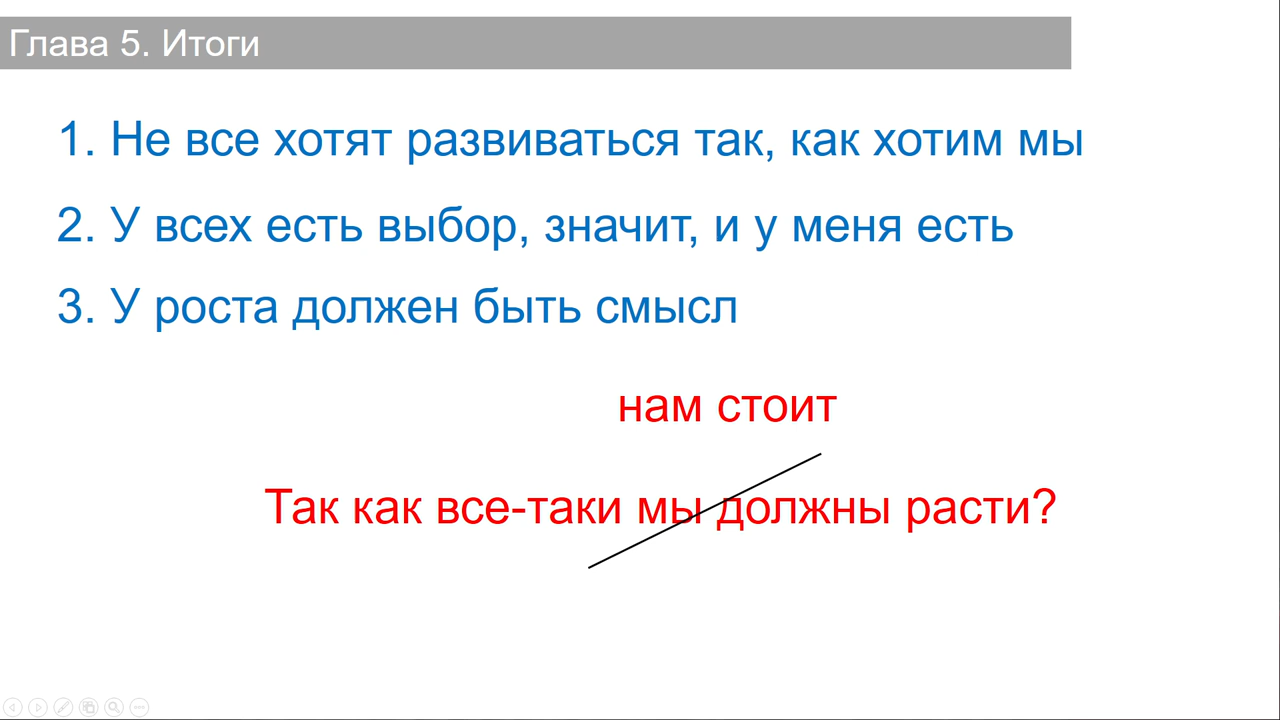 Глава 5. Итоги
1. Не все хотят развиваться так, как хотим мы
2. У всех есть выбор, значит, и у меня есть
3. У роста должен быть смысл
нам стоит
Так как все-таки мы должны расти?